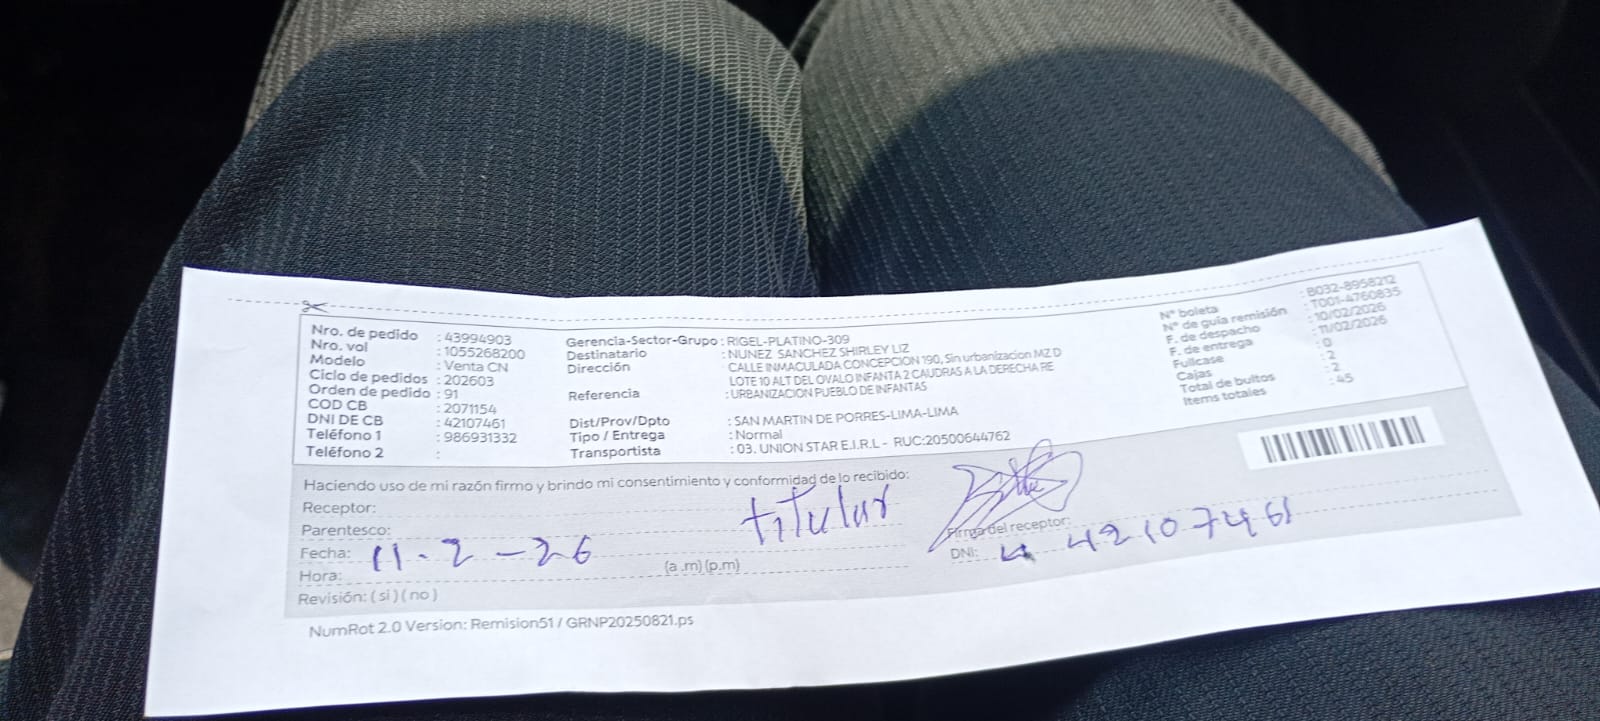 Nro. de pedido : 43994903
Nro. vol : 1055268200
Modelo : Venta CN
Ciclo de pedidos : 202603
Orden de pedido : 91
COD CB : 2071154
DNI DE CB : 42107461
Teléfono 1 : 986931332
Teléfono 2 :
Gerencia-Sector-Grupo : RIGEL-PLATINO-309
Destinatario : NUNEZ SANCHEZ SHIRLEY LIZ
Dirección : CALLE INMACULADA CONCEPCION 190, Sin urbanizacion MZ D
LOTE 10 ALT DEL OVALO INFANTA 2 CAUDRAS A LA DERECHA RE
Referencia : URBANIZACION PUEBLO DE INFANTAS
Dist/Prov/Dpto : SAN MARTIN DE PORRES-LIMA-LIMA
Tipo / Entrega : Normal
Transportista : 03. UNION STAR E.I.R.L - RUC:20500644762
N° boleta : B032-8958212
N° de guía remisión : T001-4760835
F. de despacho : 10/02/2026
F. de entrega : 11/02/2026
Fullcase : 0
Cajas : 2
Total de bultos : 2
Items totales : 45
Haciendo uso de mi razón firmo y brindo mi consentimiento y conformidad de lo recibido:
Receptor:
Parentesco: titular
Fecha: 11-2-26
Hora: (a .m) (p.m)
Revisión: ( si ) ( no )
Firma del receptor:
DNI: 42107461
NumRot 2.0 Version: Remision51 / GRNP20250821.ps